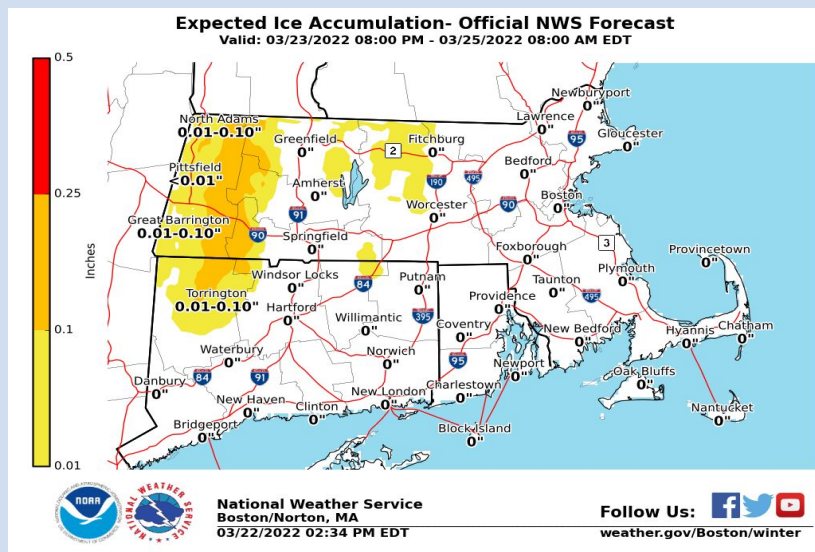 Expected Ice Accumulation- Official NWS Forecast
Valid: 03/23/2022 08:00 PM - 03/25/2022 08:00 AM EDT
0.5
0.25
0.1
0.01
Inches
Newburyport
0"
North Adams
0.01-0.10"
Lawrence
0"
Gloucester
0"
95
Greenfield
0"
2
Fitchburg
0"
Pittsfield
<0.01"
Bedford
0"
Amherst
0"
190
495
Boston
0"
91
Worcester
0"
90
Great Barrington
0.01-0.10"
90
Springfield
0"
Foxborough
0"
3
Provincetown
0"
Windsor Locks
0"
84
Putnam
0"
Taunton
0"
Plymouth
0"
495
Torrington
0.01-0.10"
Hartford
0"
Willimantic
0"
395
Providence
0"
Coventry
0"
New Bedford
0"
Hyannis
0"
Chatham
0"
Waterbury
0"
Norwich
0"
95
Newport
0"
Oak Bluffs
0"
Danbury
0"
84
91
New Haven
0"
Clinton
0"
New London
0"
Charlestown
0"
Nantucket
0"
Bridgeport
0"
Block Island
0"
NOAA
NATIONAL WEATHER SERVICE
National Weather Service
Boston/Norton, MA
03/22/2022 02:34 PM EDT
Follow Us:
weather.gov/Boston/winter